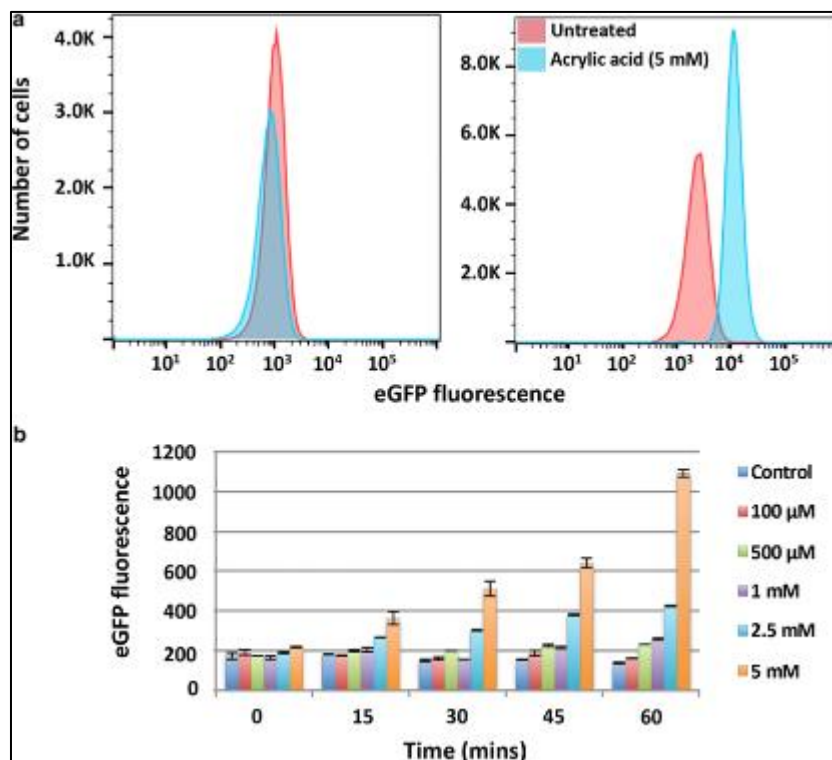 a
Number of cells
4.0K
3.0K
2.0K
1.0K
10¹ 10² 10³ 10⁴ 10⁵
Untreated
Acrylic acid (5 mM)
8.0K
6.0K
4.0K
2.0K
10¹ 10² 10³ 10⁴ 10⁵
eGFP fluorescence
b
eGFP fluorescence
1200
1000
800
600
400
200
0
0 15 30 45 60
Time (mins)
Control
100 µM
500 µM
1 mM
2.5 mM
5 mM